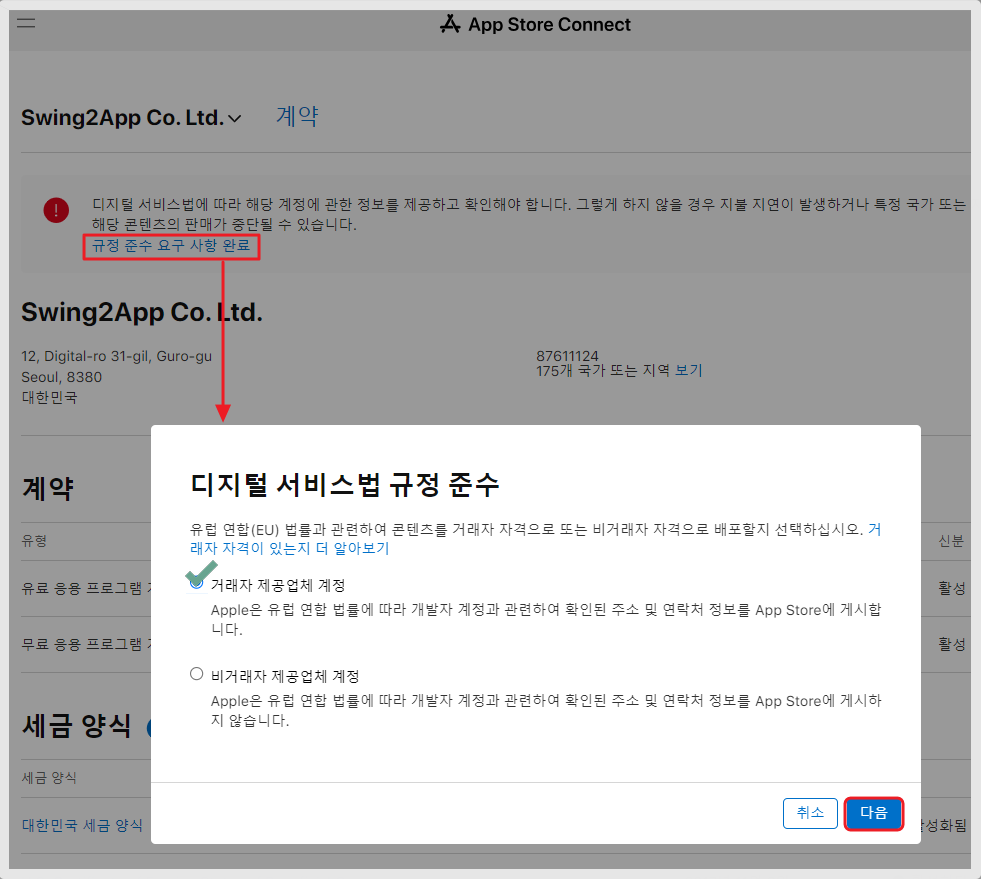 App Store Connect
Swing2App Co. Ltd. 계약
!
디지털 서비스법에 따라 해당 계정에 관한 정보를 제공하고 확인해야 합니다. 그렇게 하지 않을 경우 지불 지연이 발생하거나 특정 국가 또는
해당 콘텐츠의 판매가 중단될 수 있습니다.
규정 준수 요구 사항 완료
Swing2App Co. Ltd.
12, Digital-ro 31-gil, Guro-gu
Seoul, 8380
대한민국
87611124
175개 국가 또는 지역 보기
계약
유형
신분
유료 응용 프로그램
활성
무료 응용 프로그램
활성
세금 양식
세금 양식
대한민국 세금 양식
성화됨
디지털 서비스법 규정 준수
유럽 연합(EU) 법률과 관련하여 콘텐츠를 거래자 자격으로 또는 비거래자 자격으로 배포할지 선택하십시오. 거
래자 자격이 있는지 더 알아보기
거래자 제공업체 계정
Apple은 유럽 연합 법률에 따라 개발자 계정과 관련하여 확인된 주소 및 연락처 정보를 App Store에 게시합
니다.
비거래자 제공업체 계정
Apple은 유럽 연합 법률에 따라 개발자 계정과 관련하여 확인된 주소 및 연락처 정보를 App Store에 게시하
지 않습니다.
취소 다음